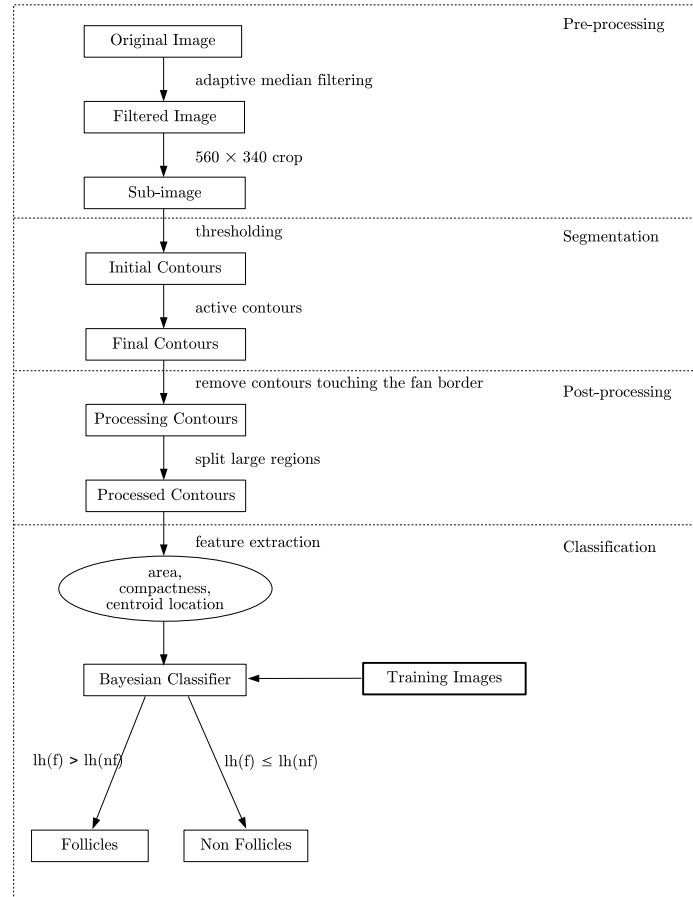 Pre-processing
Original Image
adaptive median filtering
Filtered Image
560 × 340 crop
Sub-image
thresholding
Segmentation
Initial Contours
active contours
Final Contours
remove contours touching the fan border
Post-processing
Processing Contours
split large regions
Processed Contours
feature extraction
Classification
area,
compactness,
centroid location
Bayesian Classifier
Training Images
lh(f) > lh(nf)
lh(f) ≤ lh(nf)
Follicles
Non Follicles